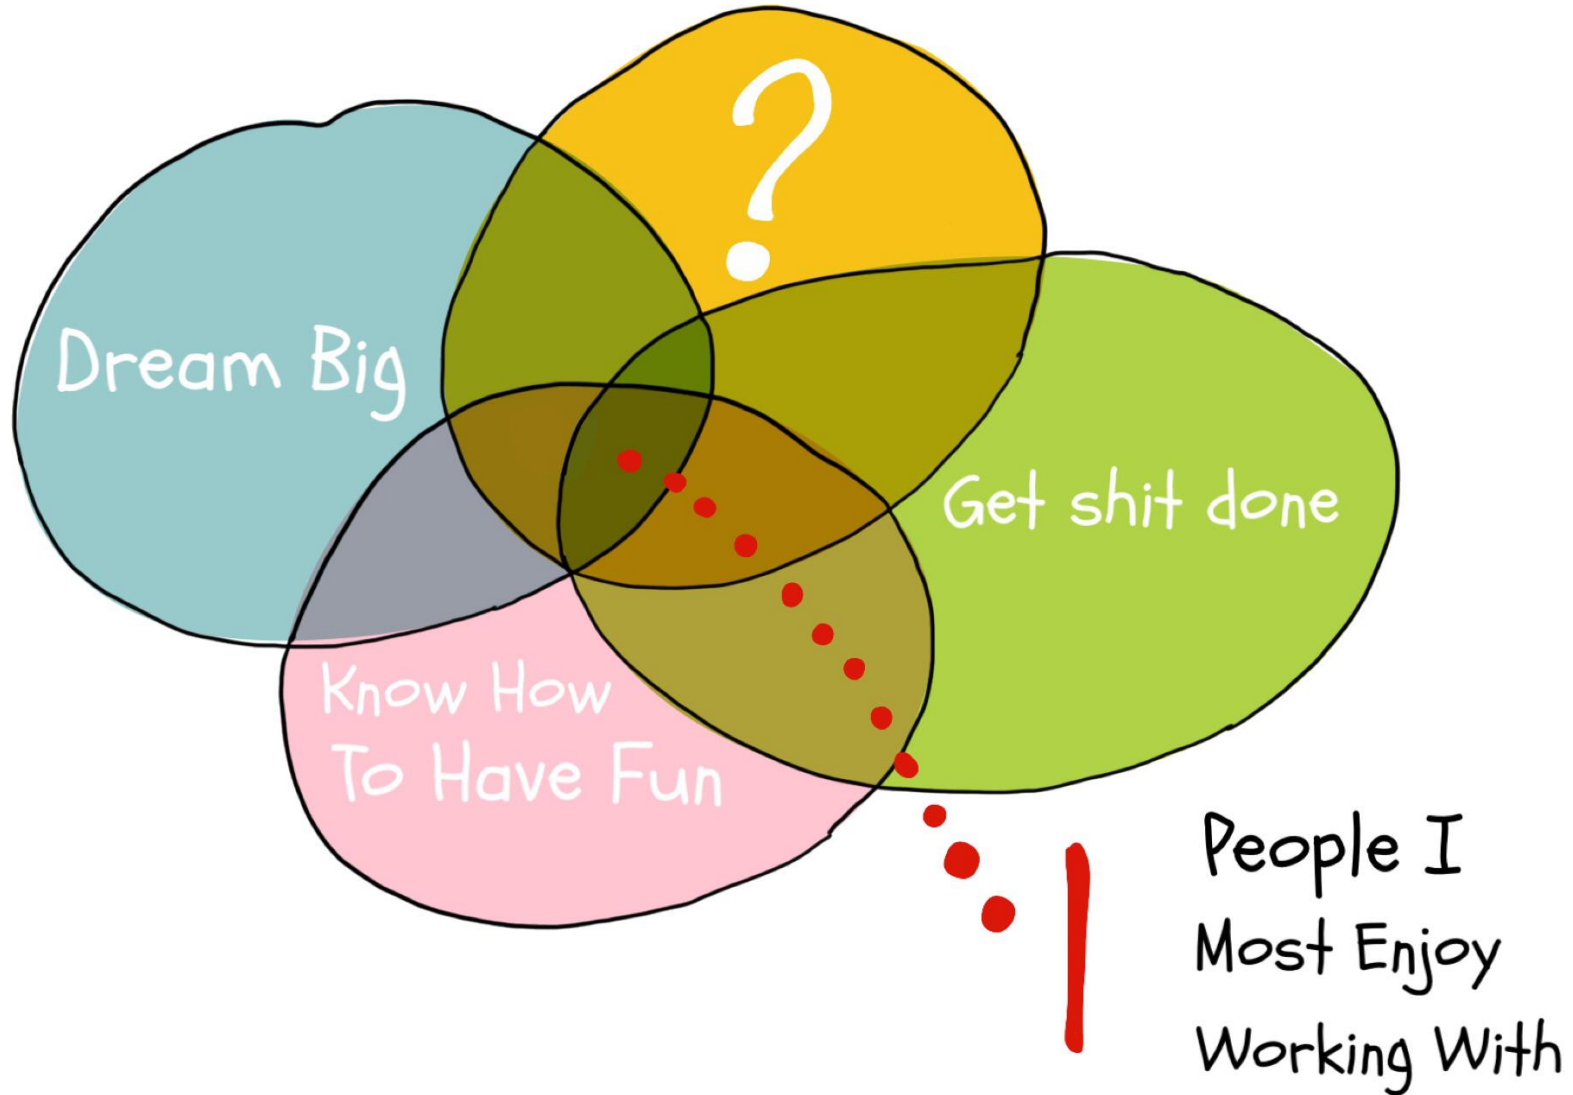 ?
Dream Big
Get shit done
Know How
To Have Fun
People I
Most Enjoy
Working With